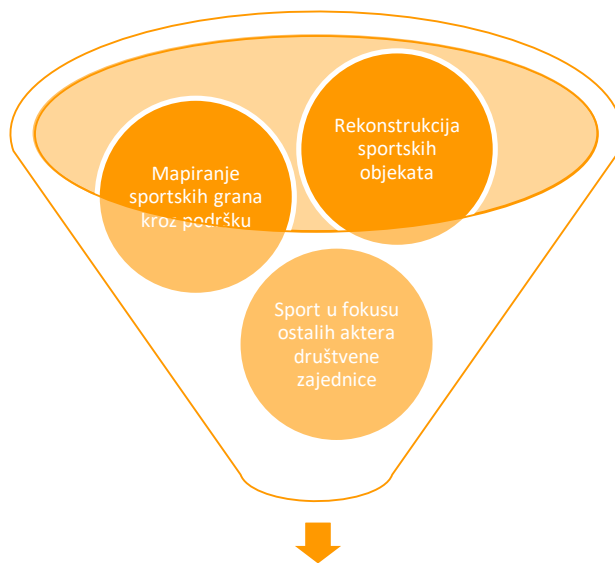 Rekonstrukcija
sportskih
objekata
Mapiranje
sportskih grana
kroz podršku
Sport u fokusu
ostalih aktera
društvene
zajednice